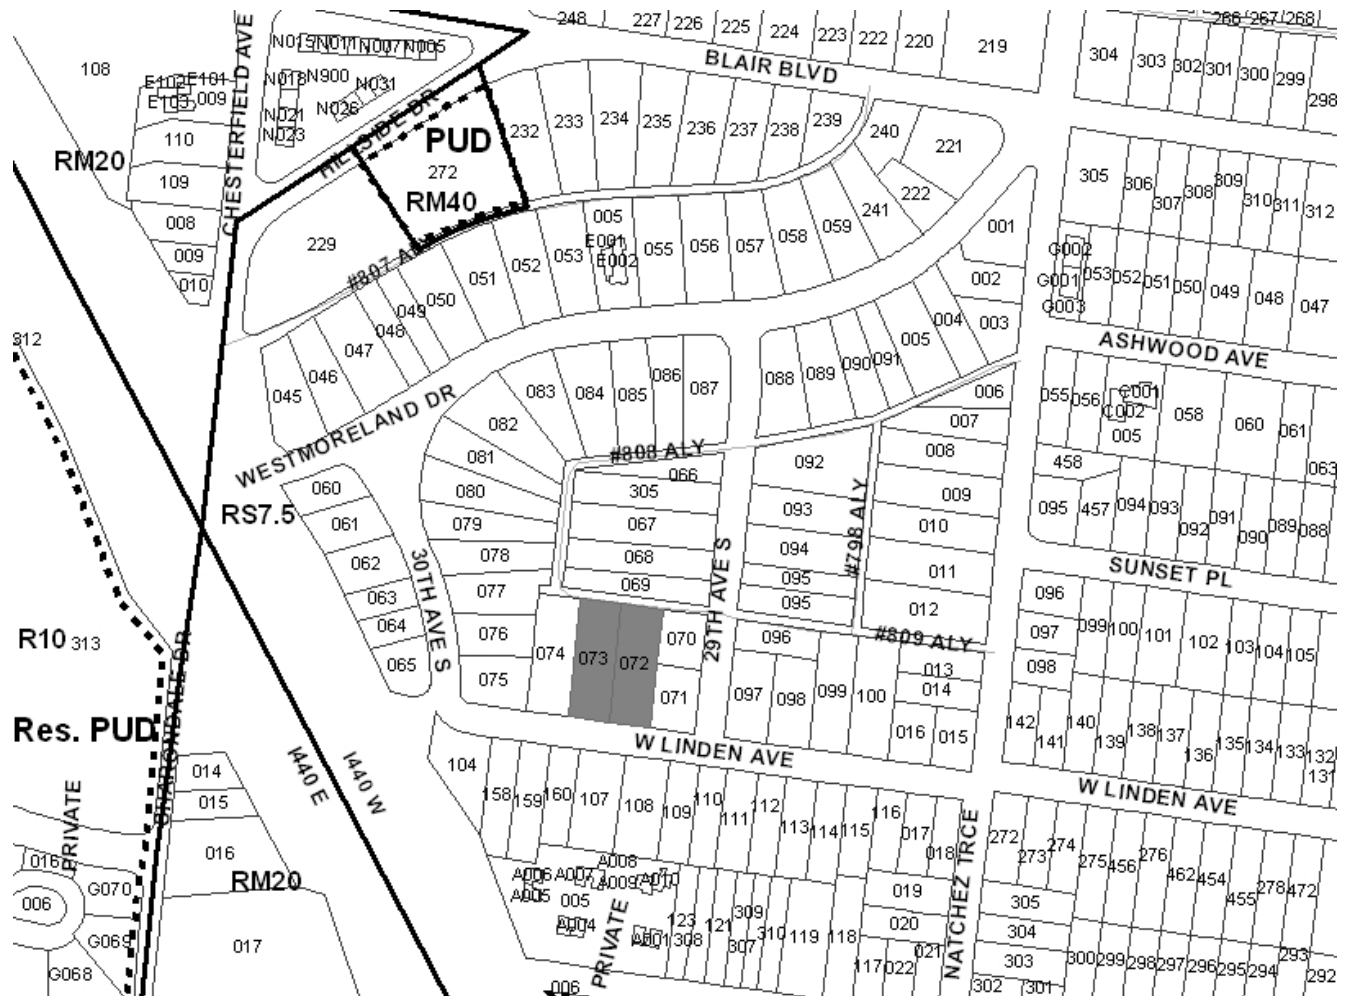 248 227 226 225 224 223 222 220 219
266 267 268
304 303 302 301 300 299 298
CHESTERFIELD AVE
N015 N011 N007 N005
N018 N900 N031
N026
N021
N023
108
E102 E101
E103 009
110
RM20
109
008
009
010
HILLSIDE DR
BLAIR BLVD
PUD
272
RM40
232 233 234 235 236 237 238 239 240 221
222
229
#807
005
E001
E002
045 046 047 048 049 050 051 052 053 055 056 057 058 059 241
001
002
003
004
005
305 306 307 308 309 310 311 312
G002
G001
G003
053 052 051 050 049 048 047
ASHWOOD AVE
312
WESTMORELAND DR
083 084 085 086 087
088 089 090 091
082
081
080
079
078
077
076
075
#808 ALY
066
305
067
068
069
092
093
094
095
095
#798 ALY
006
007
008
009
010
011
012
055 056 C001
C002
005
058 060 061 063
458
095 457 094 093 092 091 090 089 088
SUNSET PL
RS7.5
060
061
062
063
064
065
30TH AVE S
29TH AVE S
074 073 072 070
071
096
097 098 099 100
#809 ALY
013
014
016 015
096
097
098
099 100 101 102 103 104 105
142 141 140 139 138 137 136 135 134 133 132
131
R10 313
Res. PUD
SHARONDALE DR
I440 E
I440 W
W LINDEN AVE
W LINDEN AVE
104 158 159 160 107 108 109 110 111 112 113 114 115 116 017 018
NATCHEZ TRCE
272 273 274 275 456 276 462 454 455 278 472
014
015
016
RM20
017
PRIVATE
016
006
G070
G069
G068
A006 A007 A008
A005 A009 A010
005
A004
A001
PRIVATE
006
123 308 121 309 307 310 119 118
019
020
021
117 022
305
304
303
302 301
300 299 298 297 296 295 294 293 292